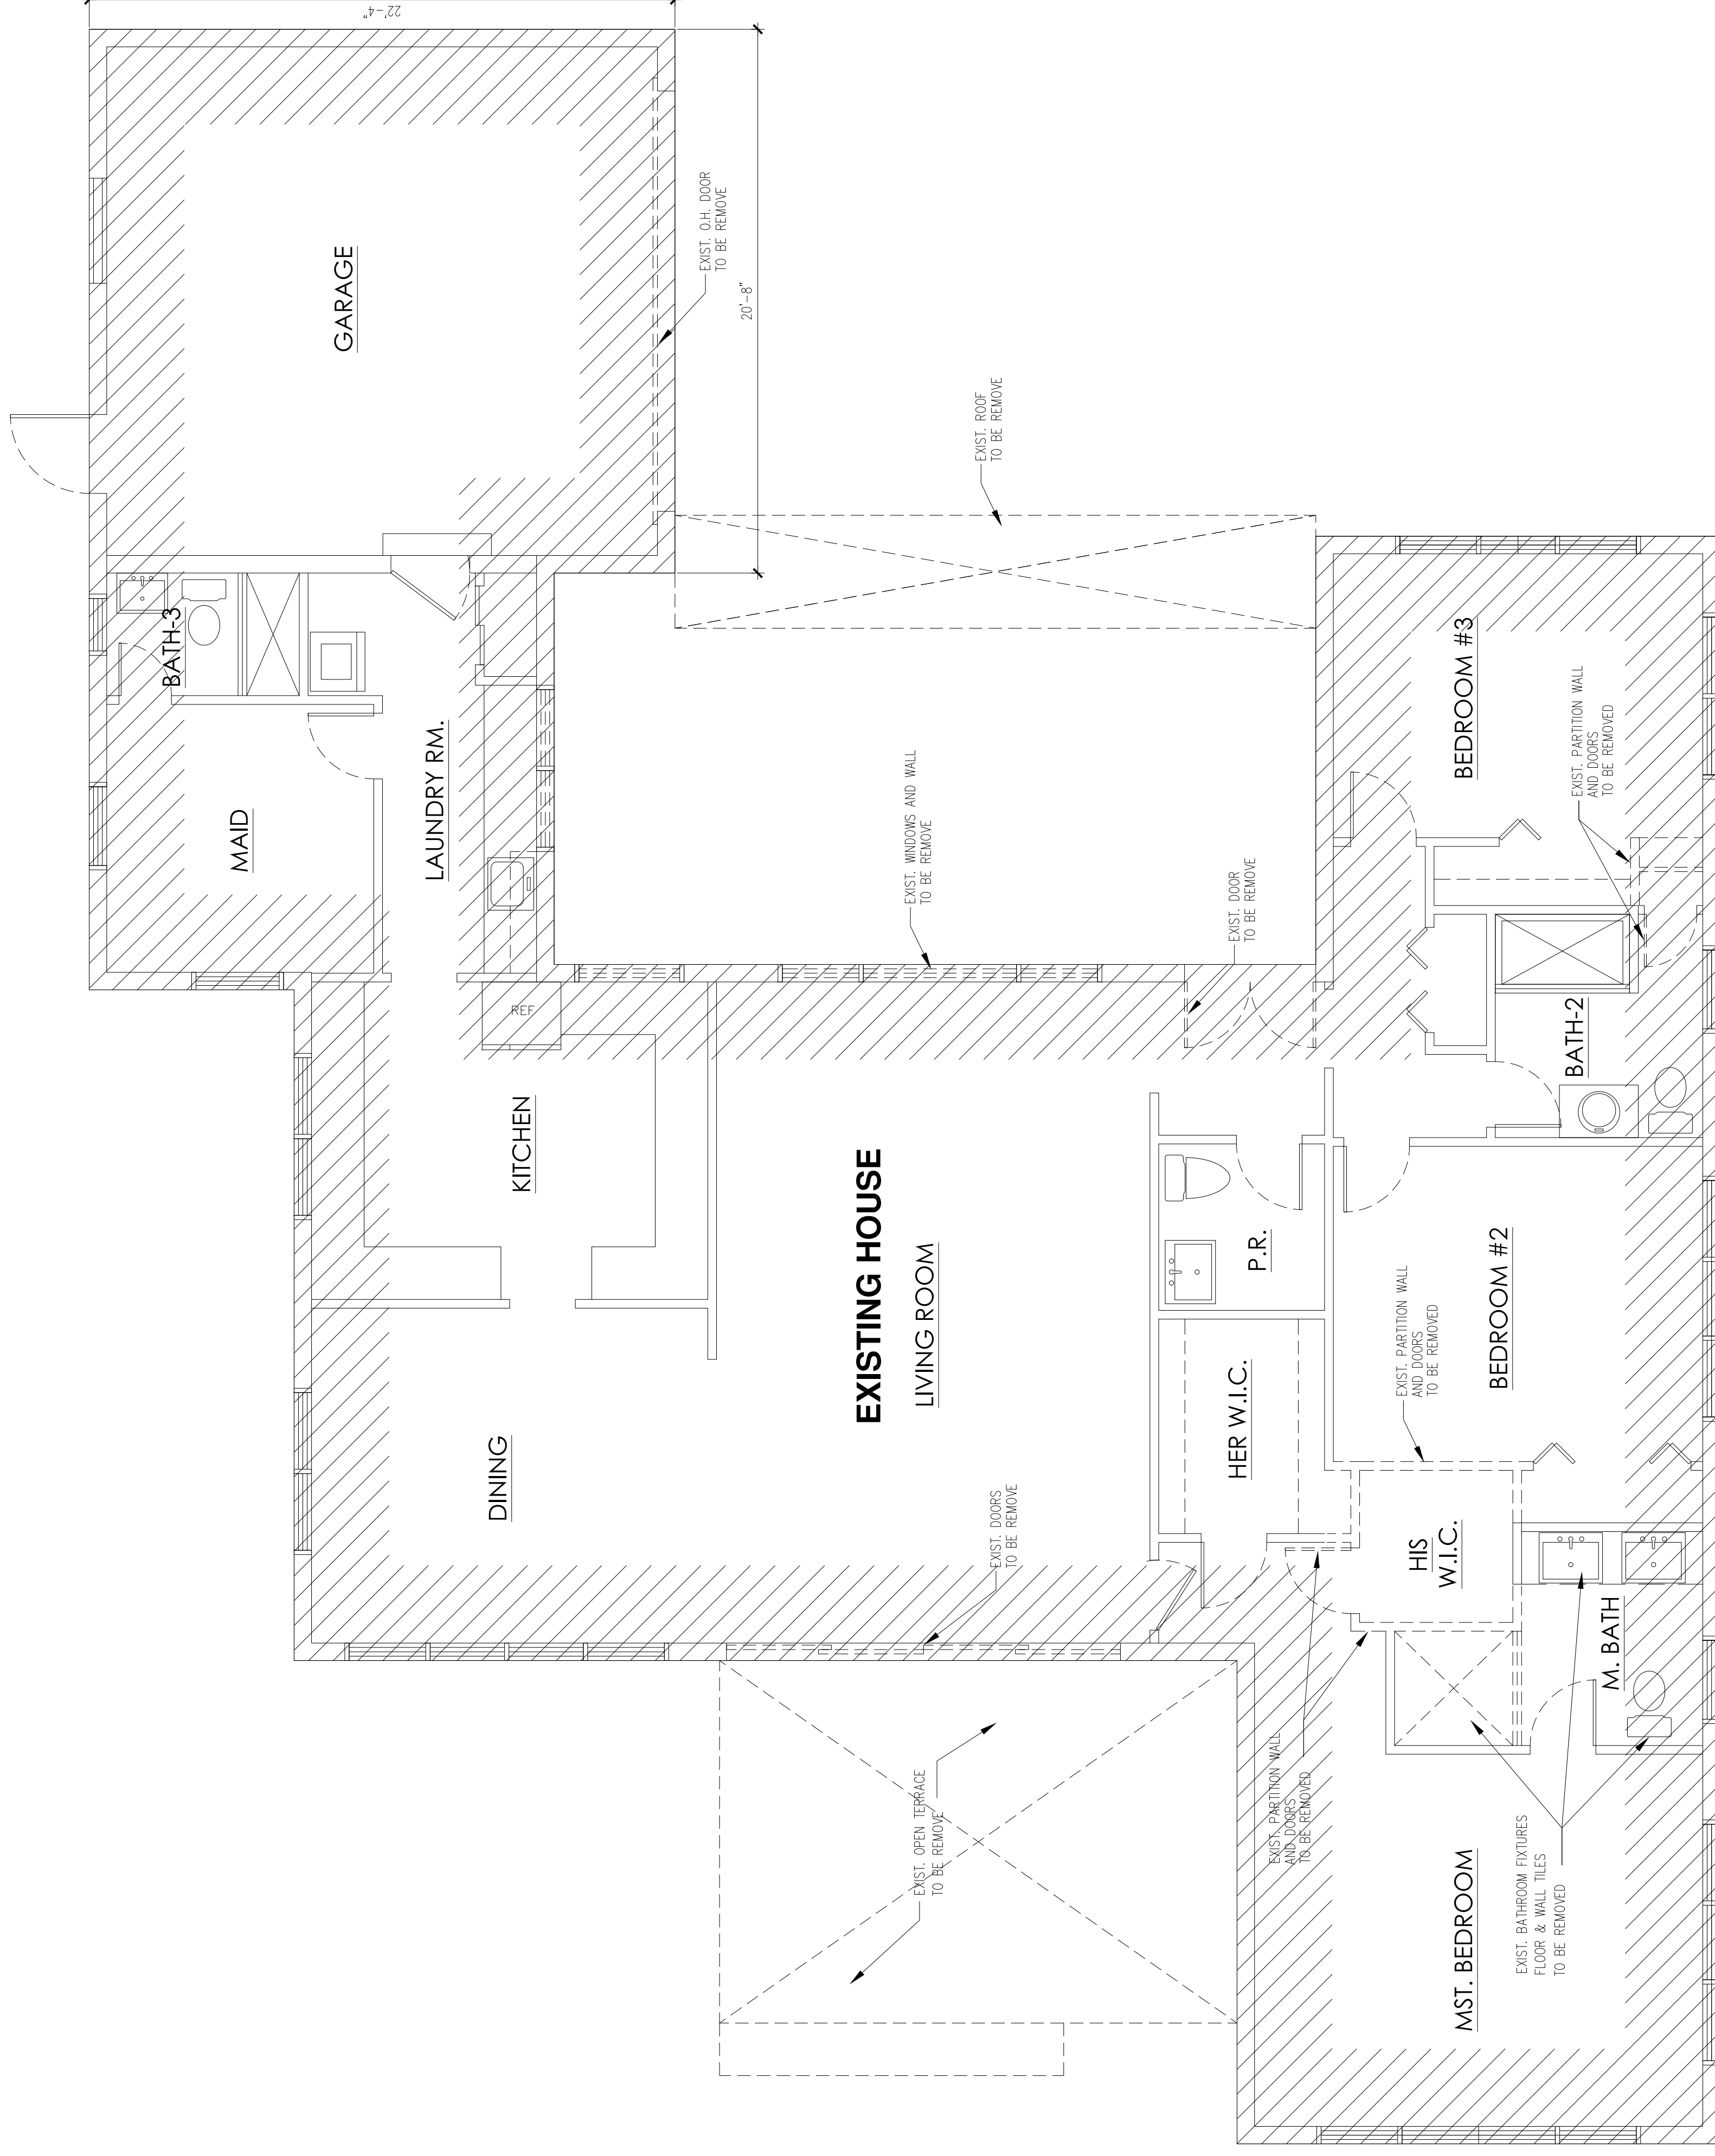 22'-4"
GARAGE
EXIST. O.H. DOOR
TO BE REMOVE
20'-8"
EXIST. ROOF
TO BE REMOVE
BATH-3
MAID
LAUNDRY RM.
BEDROOM #3
EXIST. PARTITION WALL
AND DOORS
TO BE REMOVED
EXIST. WINDOWS AND WALL
TO BE REMOVE
EXIST. DOOR
TO BE REMOVE
REF
KITCHEN
BATH-2
EXISTING HOUSE
LIVING ROOM
P.R.
BEDROOM #2
EXIST. PARTITION WALL
AND DOORS
TO BE REMOVED
DINING
HER W.I.C.
EXIST. DOORS
TO BE REMOVE
HIS
W.I.C.
M. BATH
EXIST. OPEN TERRACE
TO BE REMOVE
EXIST. PARTITION WALL
AND DOORS
TO BE REMOVED
MST. BEDROOM
EXIST. BATHROOM FIXTURES
FLOOR & WALL TILES
TO BE REMOVED